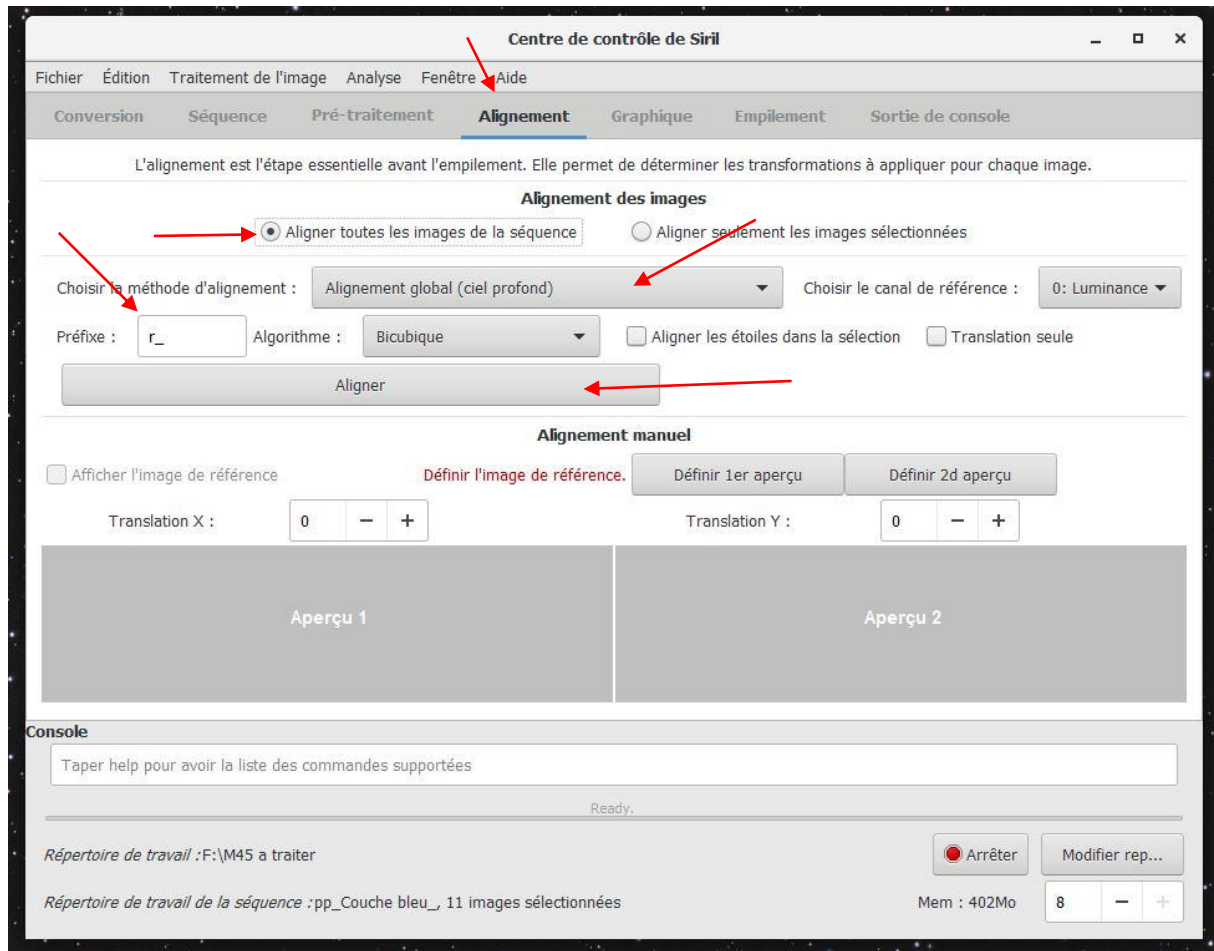 Centre de contrôle de Siril
Fichier Édition Traitement de l'image Analyse Fenêtre Aide
Conversion Séquence Pré-traitement Alignement Graphique Empilement Sortie de console
L'alignement est l'étape essentielle avant l'empilement. Elle permet de déterminer les transformations à appliquer pour chaque image.
Alignement des images
Aligner toutes les images de la séquence Aligner seulement les images sélectionnées
Choisir la méthode d'alignement : Alignement global (ciel profond) Choisir le canal de référence : 0: Luminance
Préfixe : r_ Algorithme : Bicubique Aligner les étoiles dans la sélection Translation seule
Aligner
Alignement manuel
Afficher l'image de référence Définir l'image de référence. Définir 1er aperçu Définir 2d aperçu
Translation X : 0 − + Translation Y : 0 − +
Aperçu 1 Aperçu 2
Console
Taper help pour avoir la liste des commandes supportées
Ready.
Répertoire de travail :F:\M45 a traiter Arrêter Modifier rep...
Répertoire de travail de la séquence :pp_Couche bleu_, 11 images sélectionnées Mem : 402Mo 8 − +